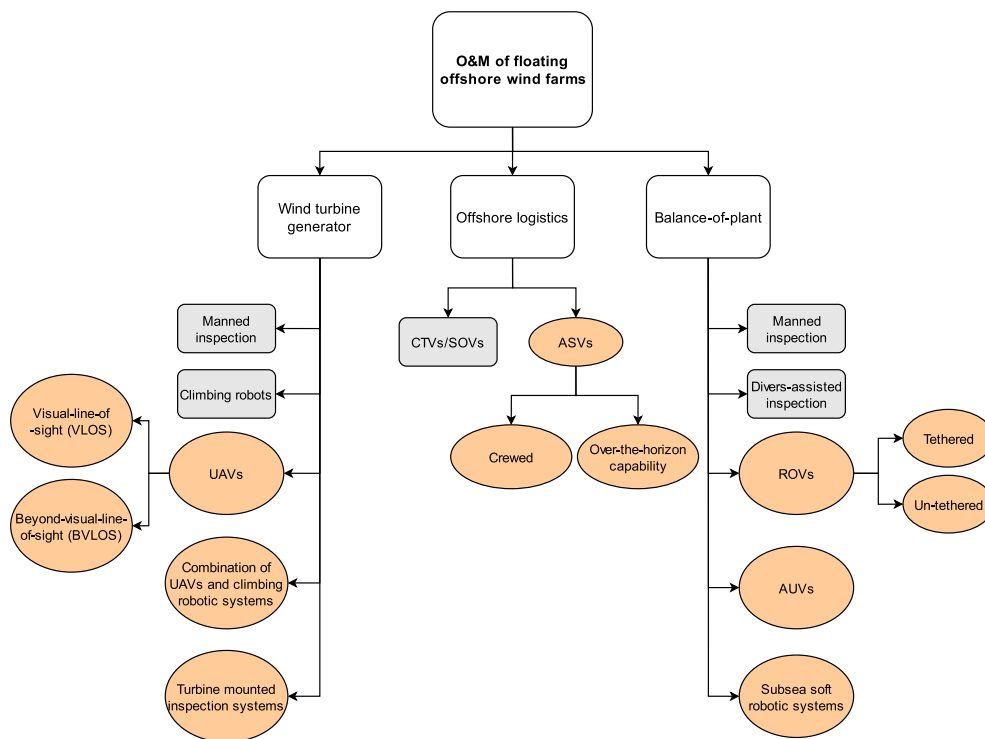 O&M of floating
offshore wind farms
Wind turbine
generator
Offshore logistics
Balance-of-plant
Manned
inspection
CTVs/SOVs
ASVs
Manned
inspection
Climbing robots
Divers-assisted
inspection
Visual-line-of
-sight (VLOS)
Crewed
Over-the-horizon
capability
Tethered
UAVs
ROVs
Beyond-visual-line-
of-sight (BVLOS)
Un-tethered
Combination of
UAVs and climbing
robotic systems
AUVs
Turbine mounted
inspection systems
Subsea soft
robotic systems